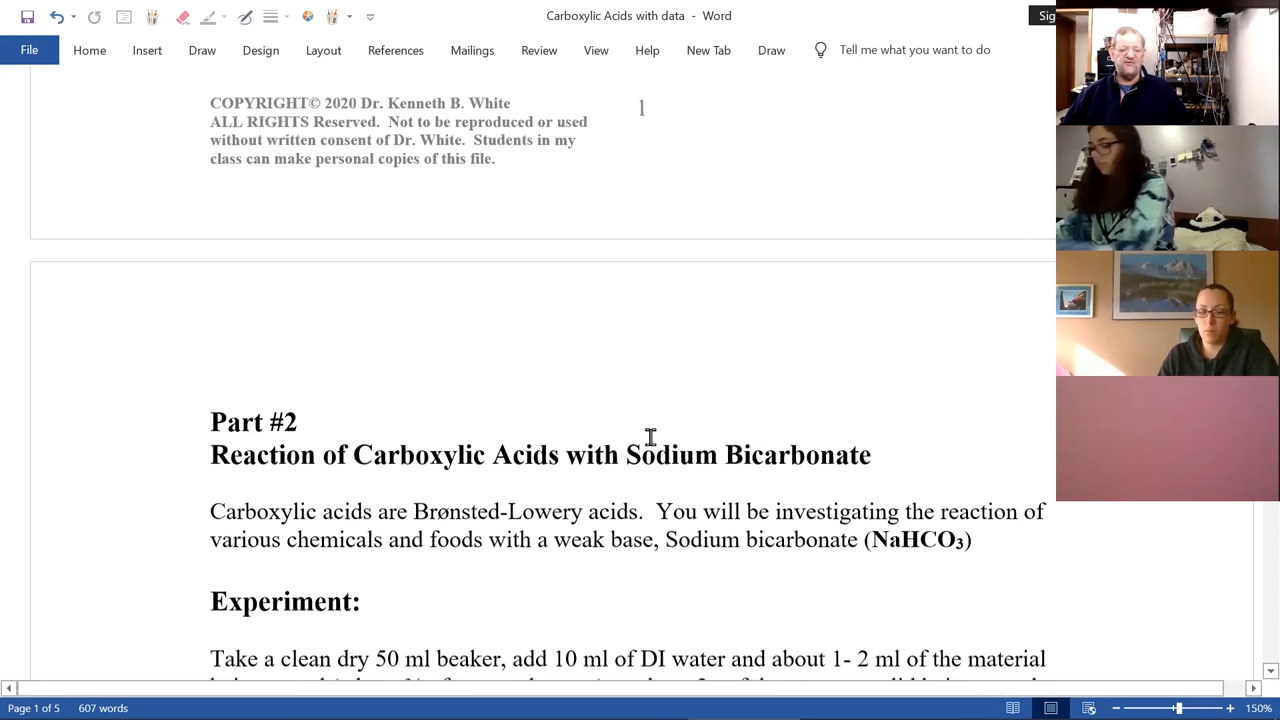 Carboxylic Acids with data - Word
Sig
File Home Insert Draw Design Layout References Mailings Review View Help New Tab Draw Tell me what you want to do
COPYRIGHT© 2020 Dr. Kenneth B. White
1
ALL RIGHTS Reserved. Not to be reproduced or used
without written consent of Dr. White. Students in my
class can make personal copies of this file.
Part #2
Reaction of Carboxylic Acids with Sodium Bicarbonate
Carboxylic acids are Brønsted-Lowery acids. You will be investigating the reaction of
various chemicals and foods with a weak base, Sodium bicarbonate (NaHCO₃)
Experiment:
Take a clean dry 50 ml beaker, add 10 ml of DI water and about 1- 2 ml of the material
Page 1 of 5 607 words 150%